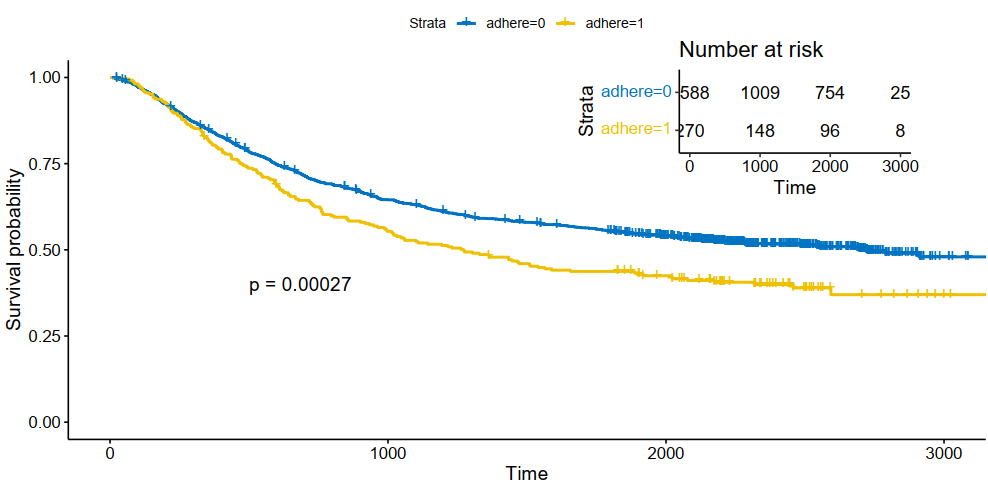 Strata adhere=0 adhere=1
Number at risk
Strata
adhere=0 588 1009 754 25
adhere=1 270 148 96 8
0 1000 2000 3000
Time
Survival probability
1.00
0.75
0.50
0.25
0.00
p = 0.00027
0 1000 2000 3000
Time